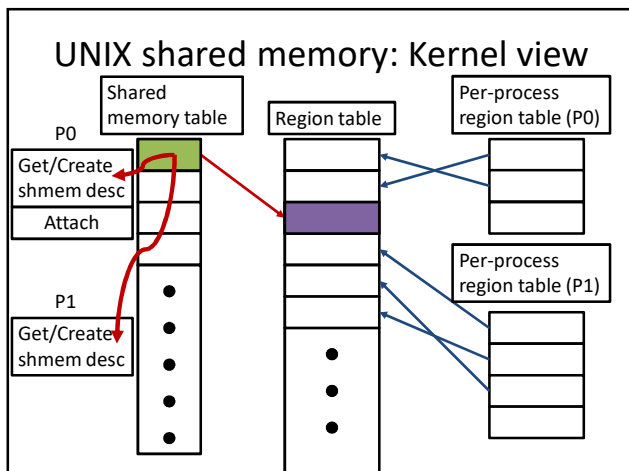 UNIX shared memory: Kernel view
Shared
memory table
Region table
Per-process
region table (P0)
P0
Get/Create
shmem desc
Attach
P1
Get/Create
shmem desc
Per-process
region table (P1)